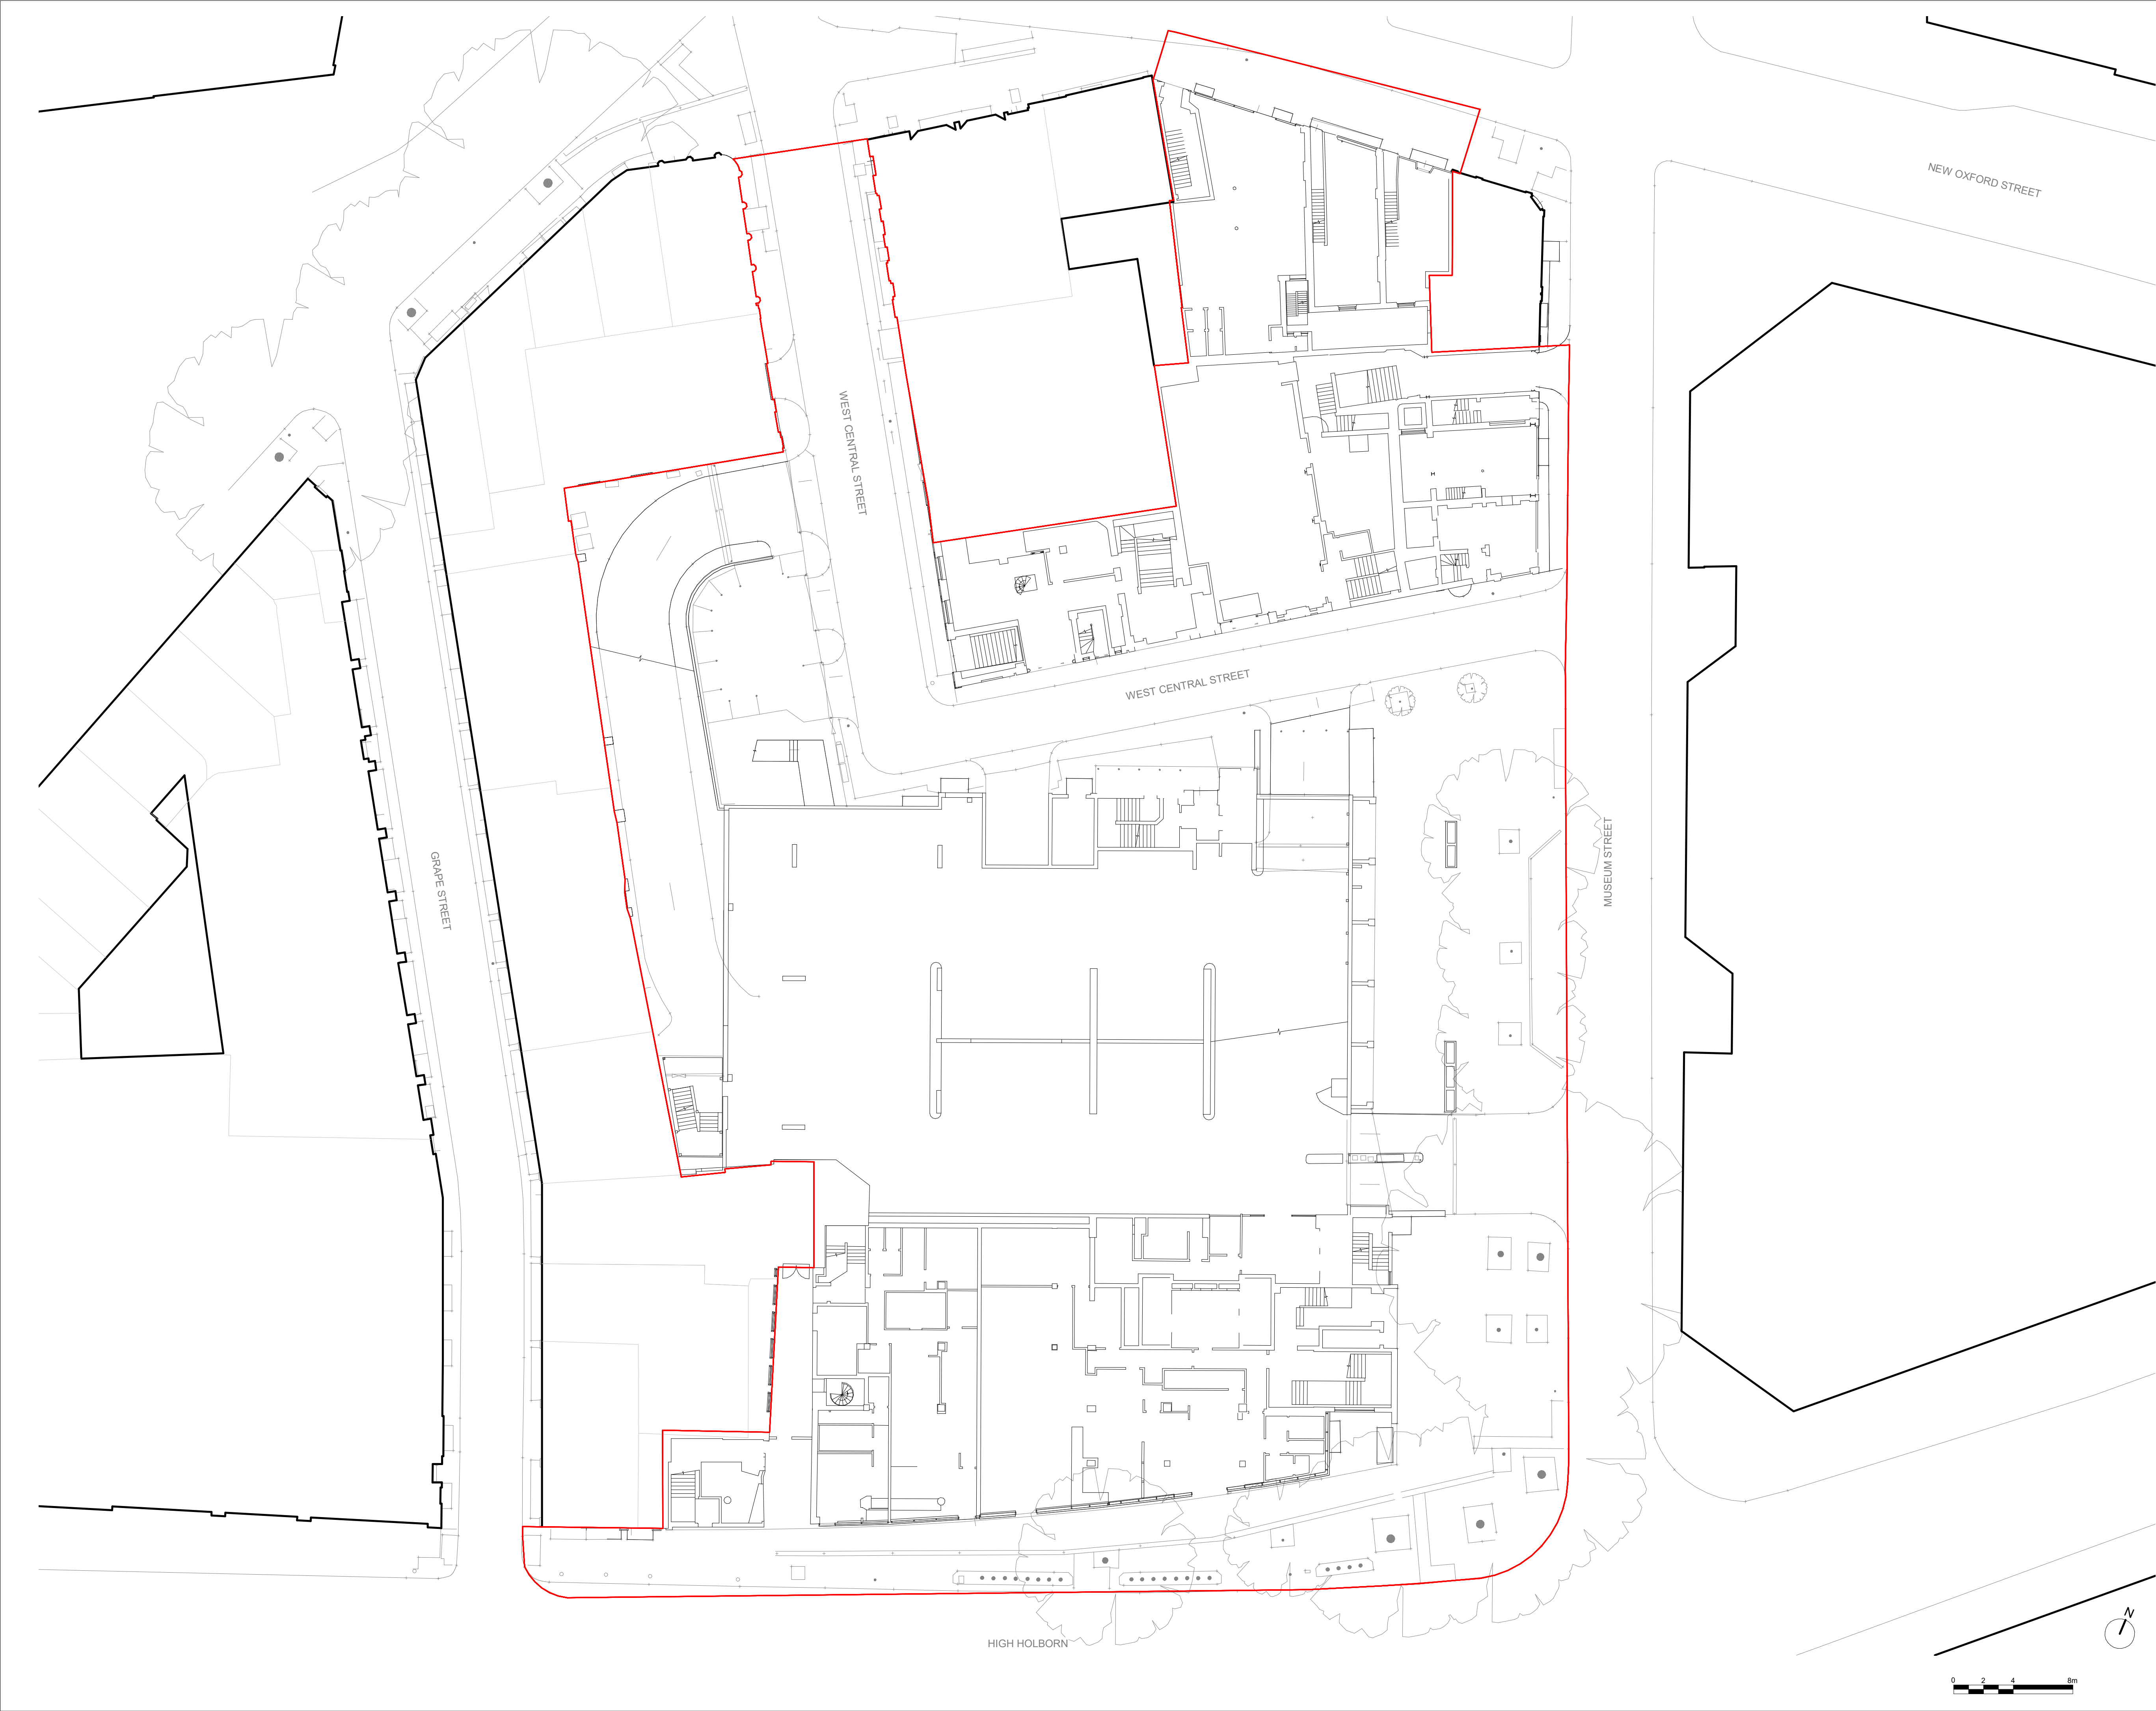 NEW OXFORD STREET
WEST CENTRAL STREET
WEST CENTRAL STREET
MUSEUM STREET
GRAPE STREET
HIGH HOLBORN
N
0 2 4 8m